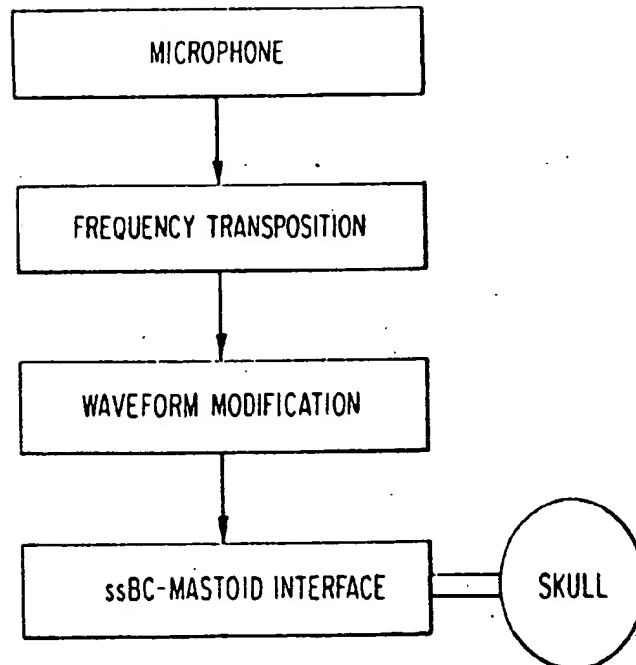 MICROPHONE
FREQUENCY TRANSPOSITION
WAVEFORM MODIFICATION
ssBC-MASTOID INTERFACE
SKULL